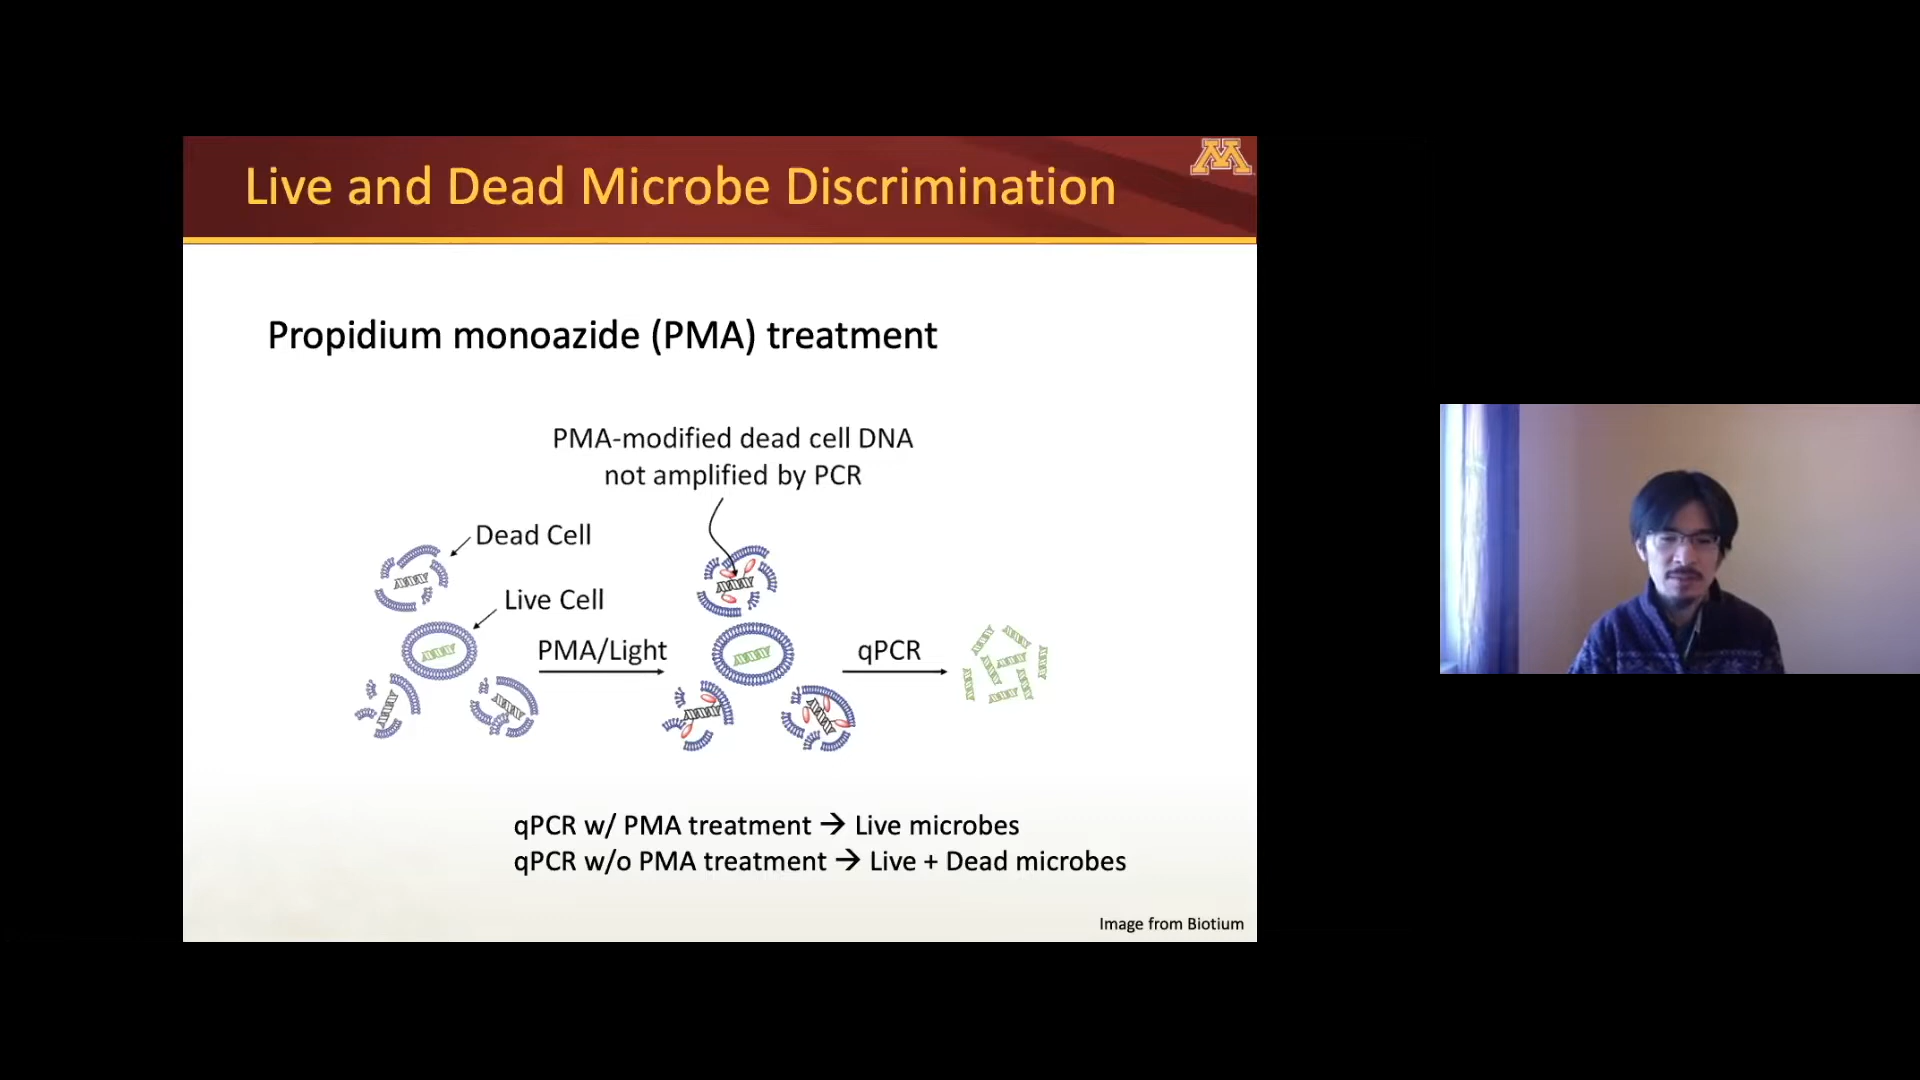 Live and Dead Microbe Discrimination
M
Propidium monoazide (PMA) treatment
PMA-modified dead cell DNA
not amplified by PCR
Dead Cell
Live Cell
PMA/Light
qPCR
qPCR w/ PMA treatment → Live microbes
qPCR w/o PMA treatment → Live + Dead microbes
Image from Biotium